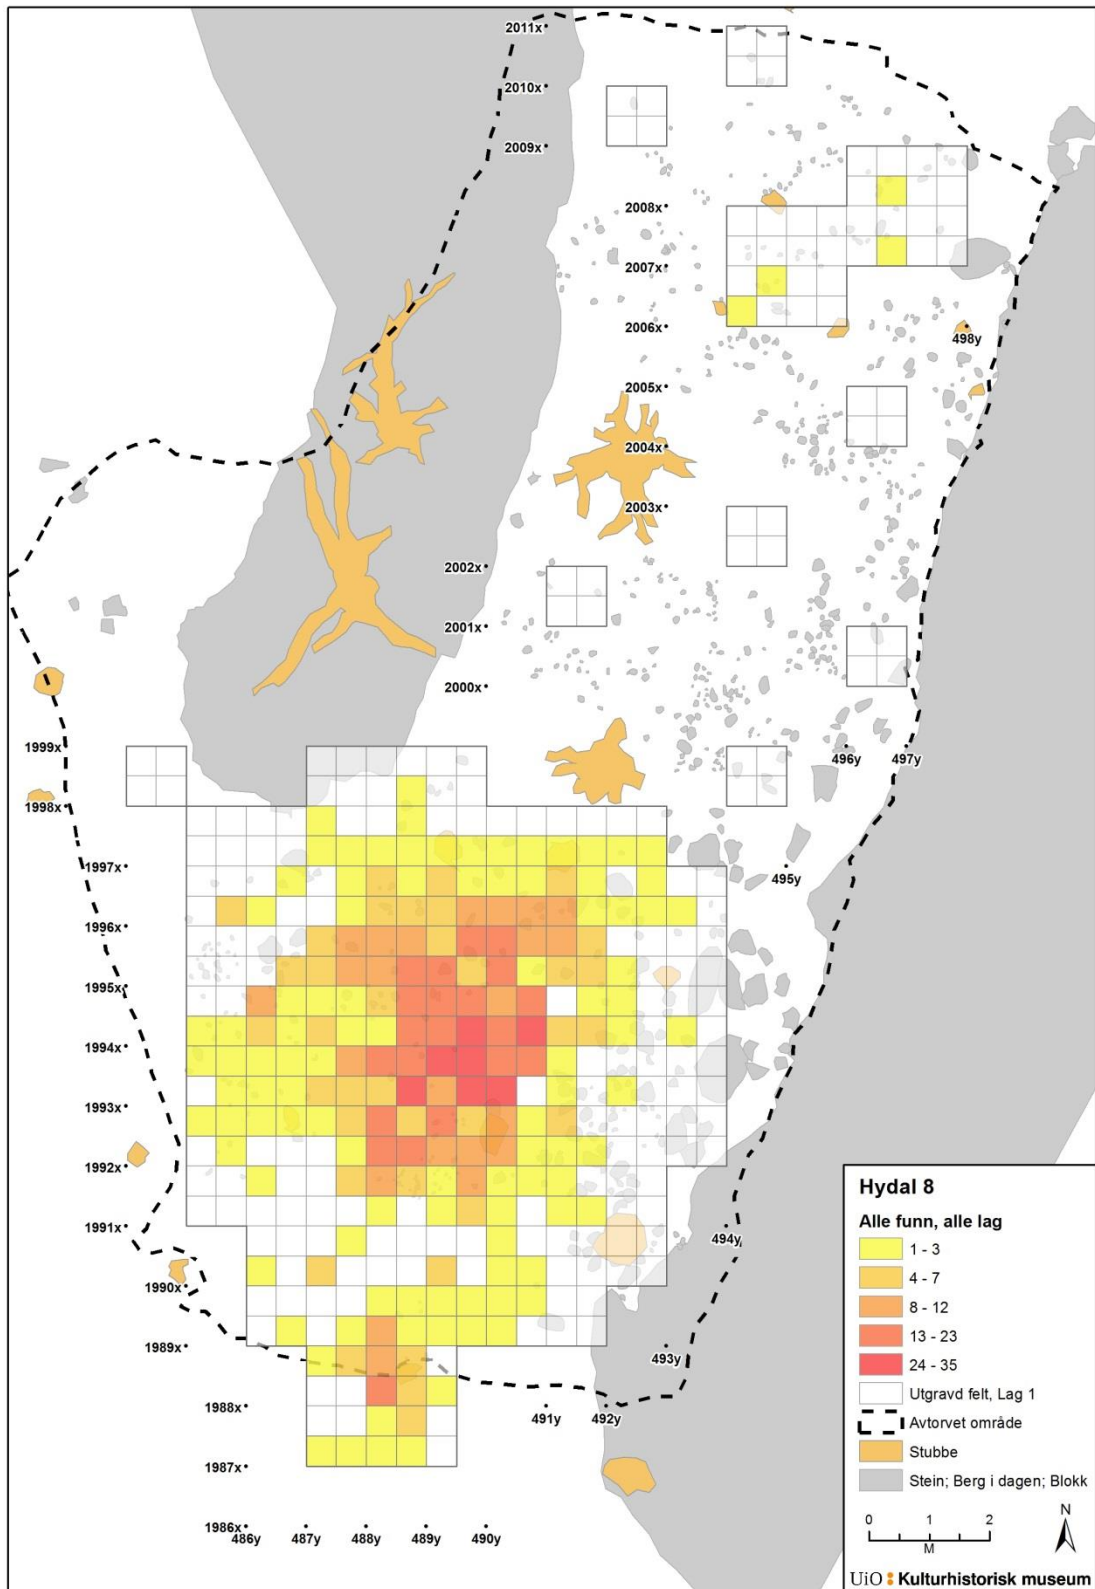 2011x
2010x
2009x
2008x
2007x
2006x
498y
2005x
2004x
2003x
2002x
2001x
2000x
1999x
496y 497y
1998x
1997x
495y
1996x
1995x
1994x
1993x
1992x
1991x
494y
1990x
1989x
493y
1988x
491y 492y
1987x
1986x
486y 487y 488y 489y 490y
Hydal 8
Alle funn, alle lag
1 - 3
4 - 7
8 - 12
13 - 23
24 - 35
Utgravd felt, Lag 1
Avtorvet område
Stubbe
Stein; Berg i dagen; Blokk
0 1 2
M
N
UiO Kulturhistorisk museum